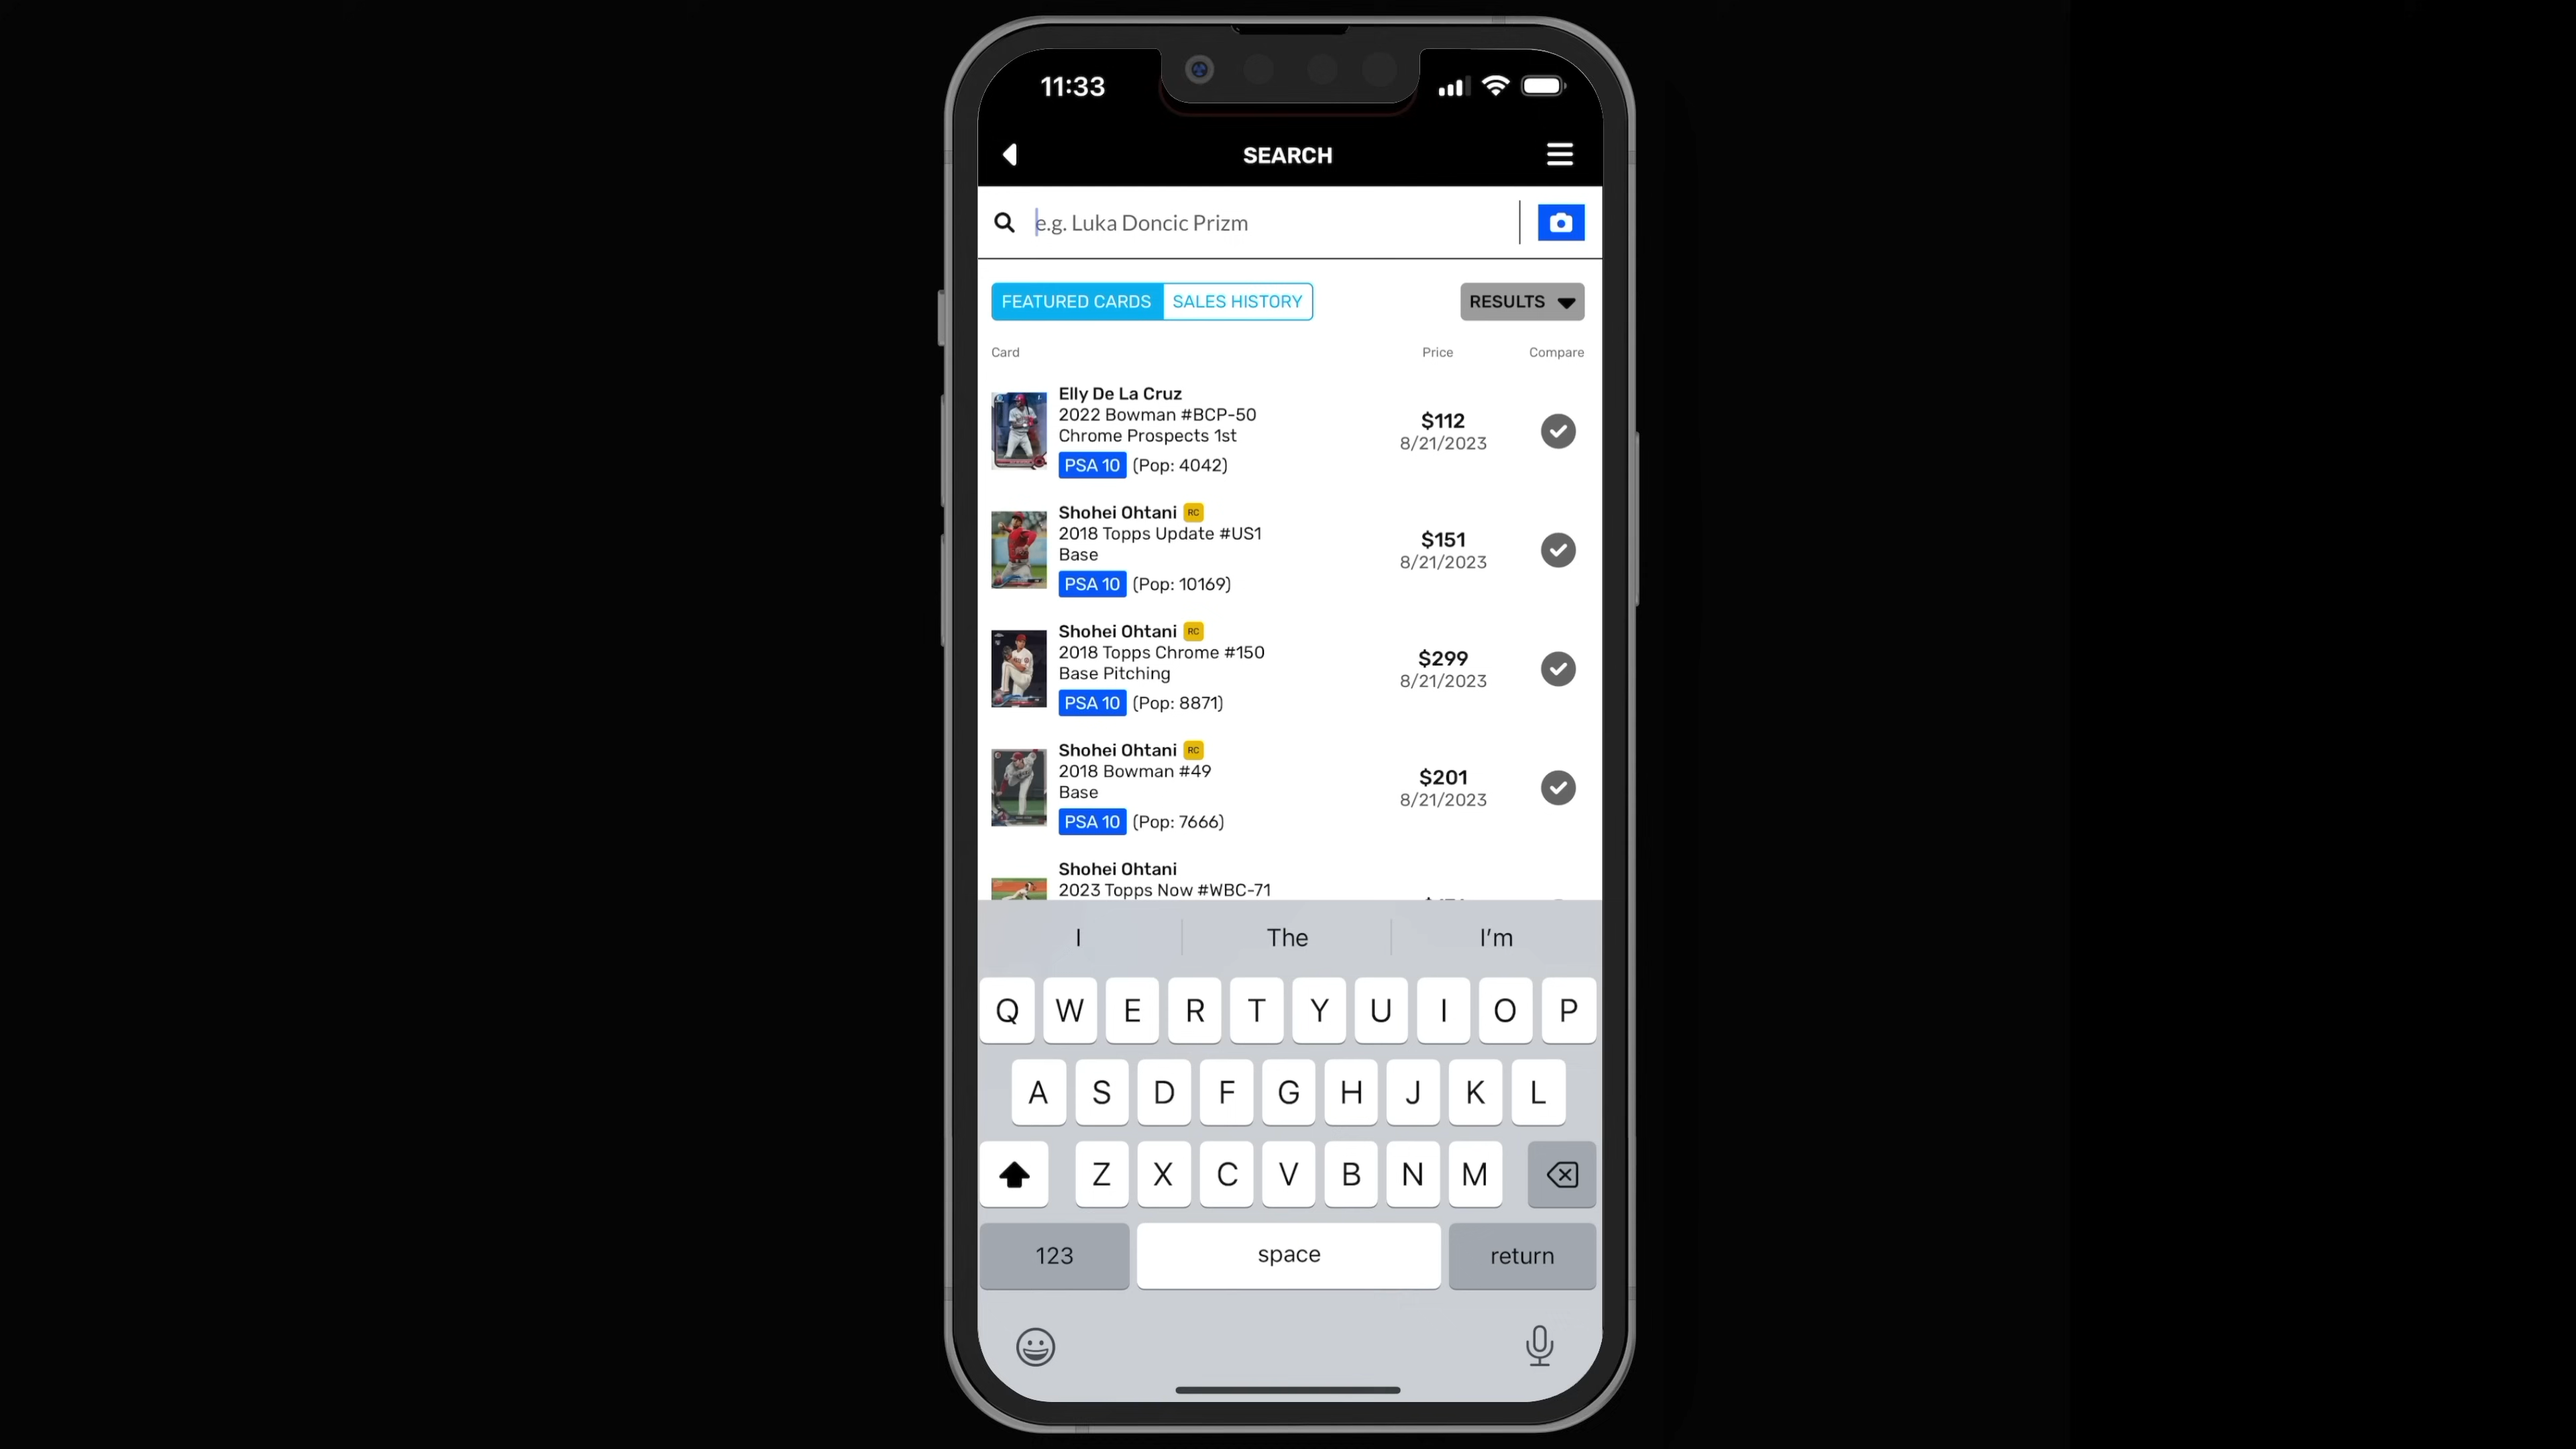 11:33
SEARCH
e.g. Luka Doncic Prizm
FEATURED CARDS SALES HISTORY RESULTS
Card Price Compare
Elly De La Cruz
2022 Bowman #BCP-50
Chrome Prospects 1st
PSA 10 (Pop: 4042)
$112
8/21/2023
Shohei Ohtani RC
2018 Topps Update #US1
Base
PSA 10 (Pop: 10169)
$151
8/21/2023
Shohei Ohtani RC
2018 Topps Chrome #150
Base Pitching
PSA 10 (Pop: 8871)
$299
8/21/2023
Shohei Ohtani RC
2018 Bowman #49
Base
PSA 10 (Pop: 7666)
$201
8/21/2023
Shohei Ohtani
2023 Topps Now #WBC-71
I The I'm
Q W E R T Y U I O P
A S D F G H J K L
Z X C V B N M
123 space return